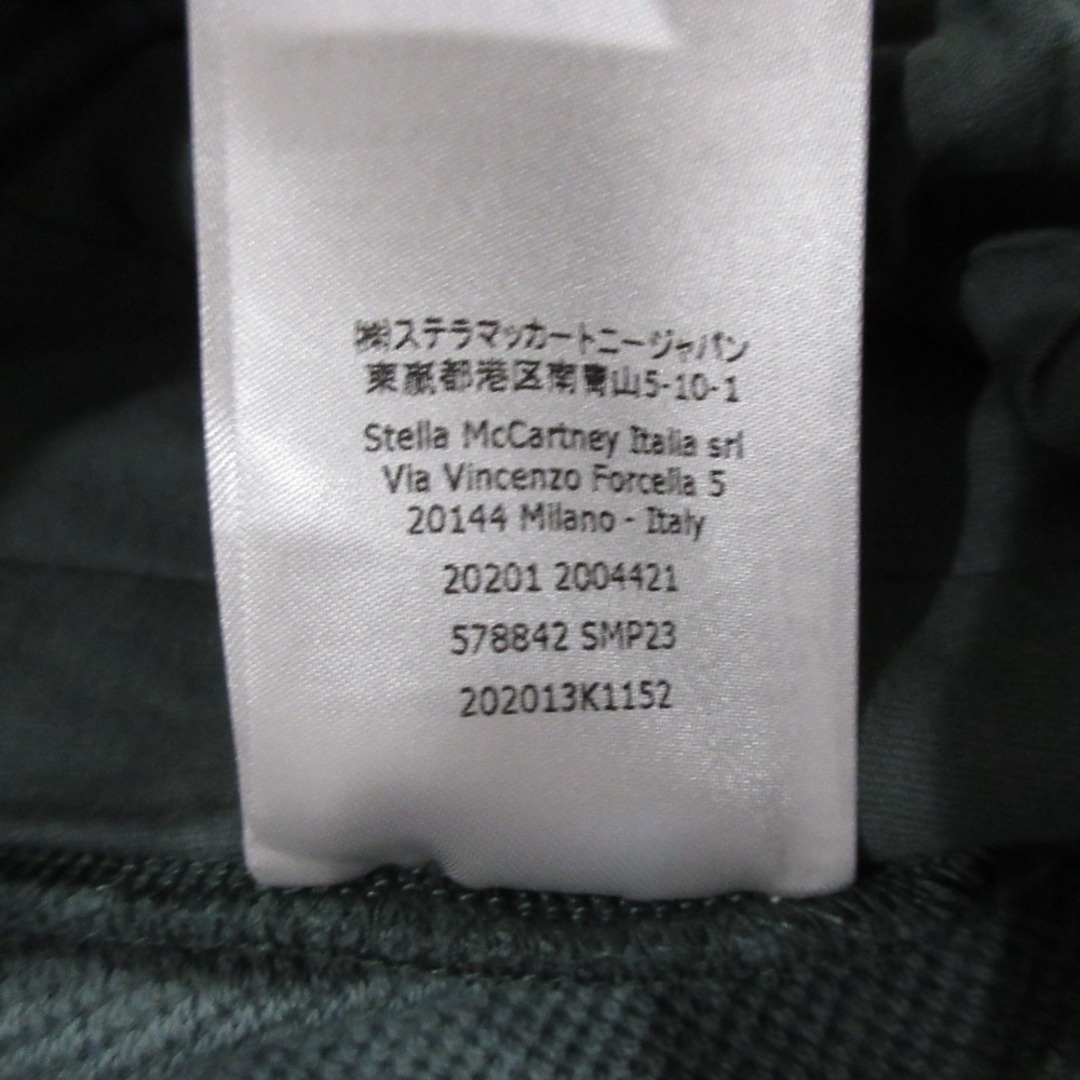 ㈱ステラマッカートニージャパン
東京都港区南青山5-10-1
Stella McCartney Italia srl
Via Vincenzo Forcella 5
20144 Milano - Italy
20201 2004421
578842 SMP23
202013K1152